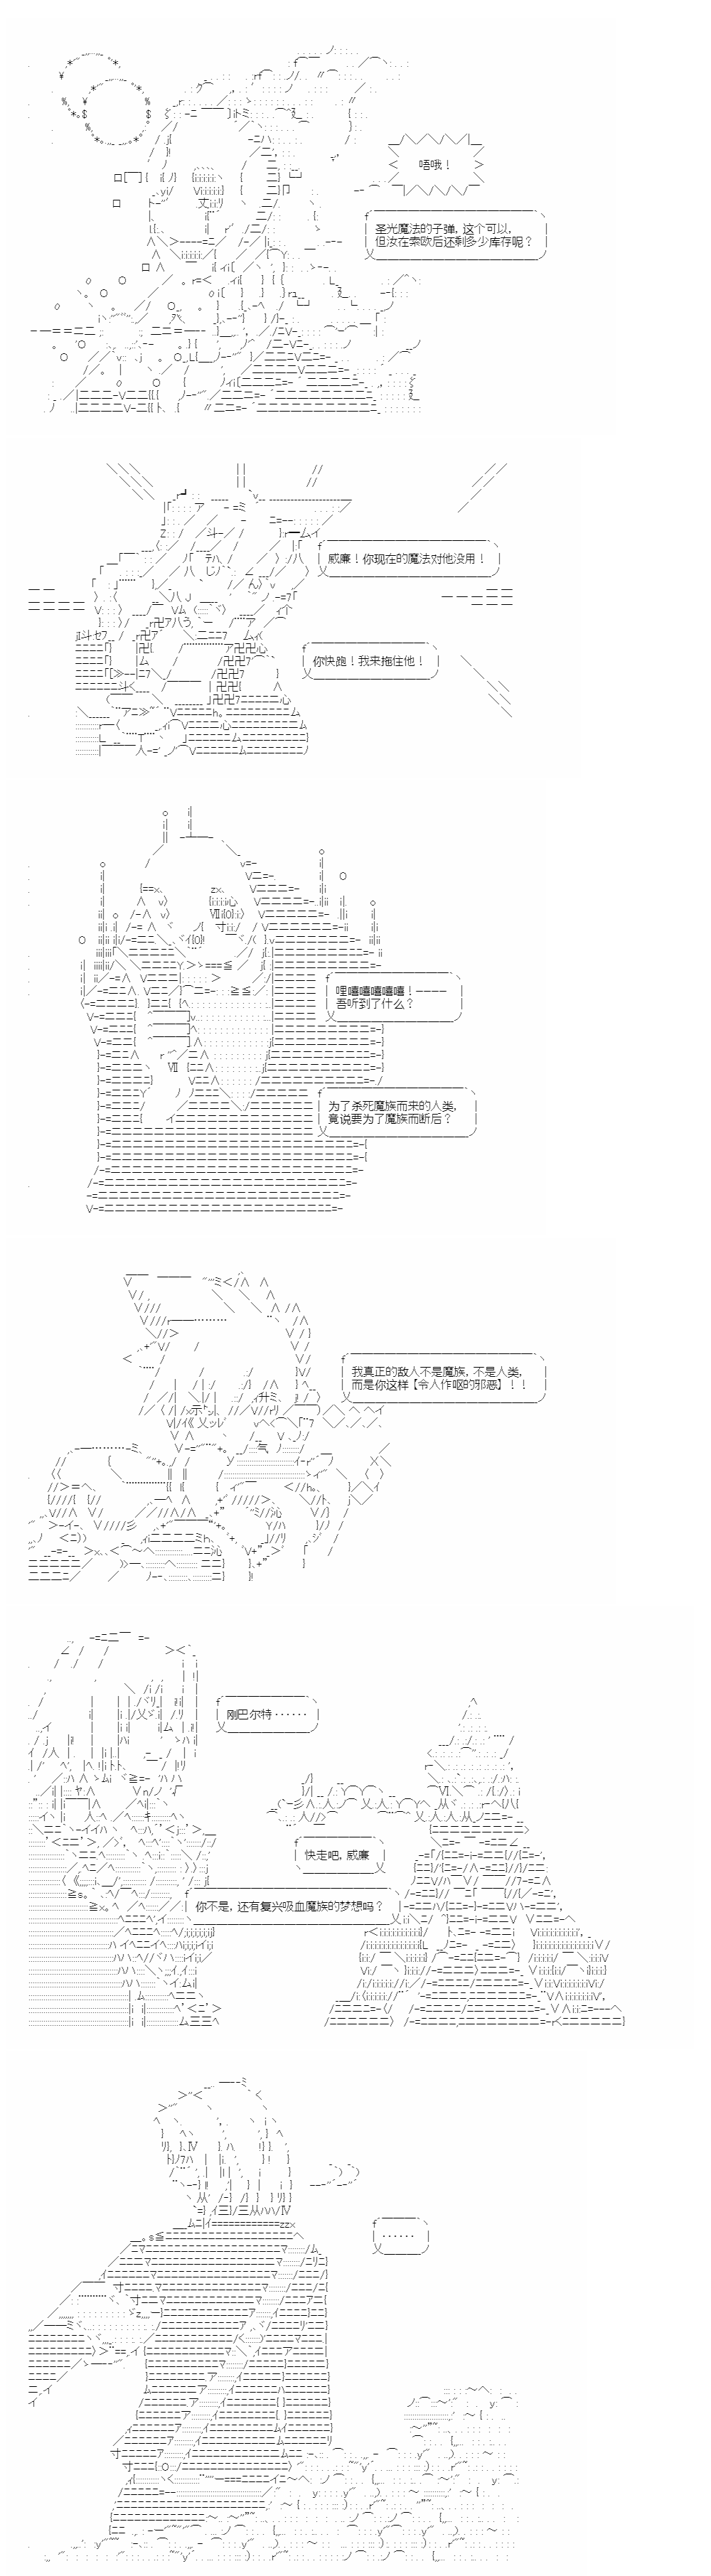 唔哦！
圣光魔法的子弹，这个可以，
但汝在索欧后还剩多少库存呢？
威廉！你现在的魔法对他没用！
你快跑！我来拖住他！
哩嘻嘻嘻嘻嘻！－－－－
吾听到了什么？
为了杀死魔族而来的人类，
竟说要为了魔族而断后？
我真正的敌人不是魔族，不是人类，
而是你这样【令人作呕的邪恶】！！
刚巴尔特・・・・・・
快走吧，威廉
你不是，还有复兴吸血魔族的梦想吗？
・・・・・・